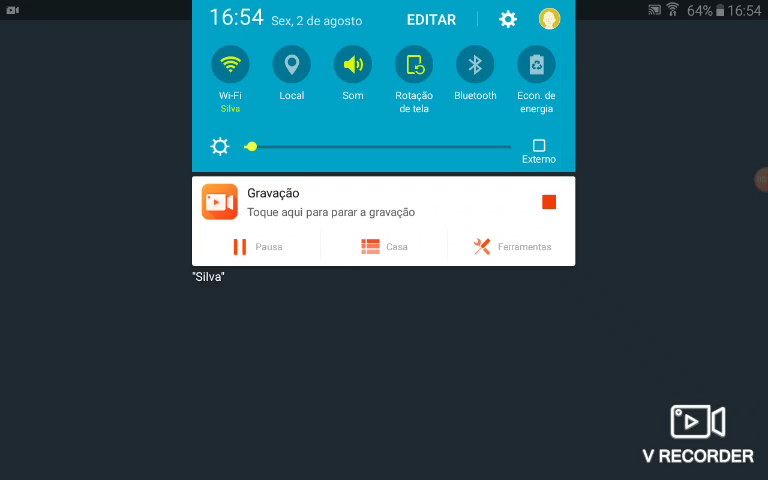 64% 16:54
16:54 Sex, 2 de agosto EDITAR
Wi-Fi
Silva
Local
Som
Rotação
de tela
Bluetooth
Econ. de
energia
Externo
Gravação
Toque aqui para parar a gravação
Pausa
Casa
Ferramentas
"Silva"
V RECORDER